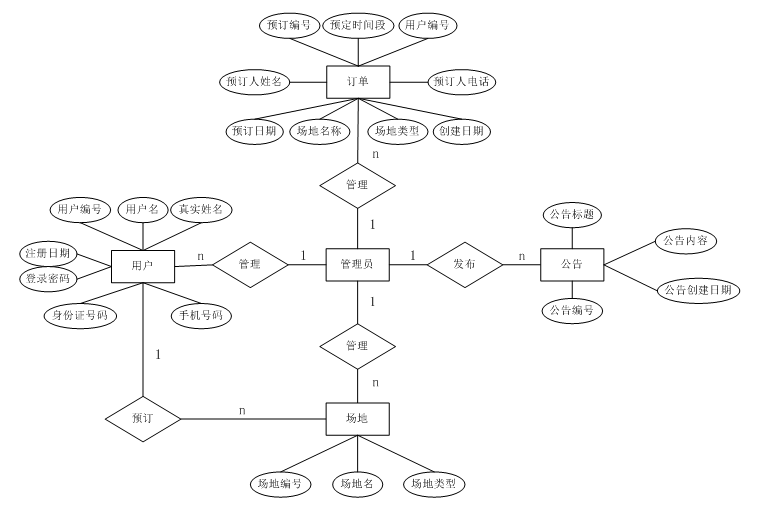 预订编号 预定时间段 用户编号
预订人姓名 订单 预订人电话
预订日期 场地名称 场地类型 创建日期
n
管理
1
用户编号 用户名 真实姓名
公告标题
注册日期
公告内容
用户 n 管理 1 管理员 1 发布 n 公告
登录密码
公告创建日期
1
身份证号码 手机号码
公告编号
管理
1
n
预订 n 场地
场地编号 场地名 场地类型